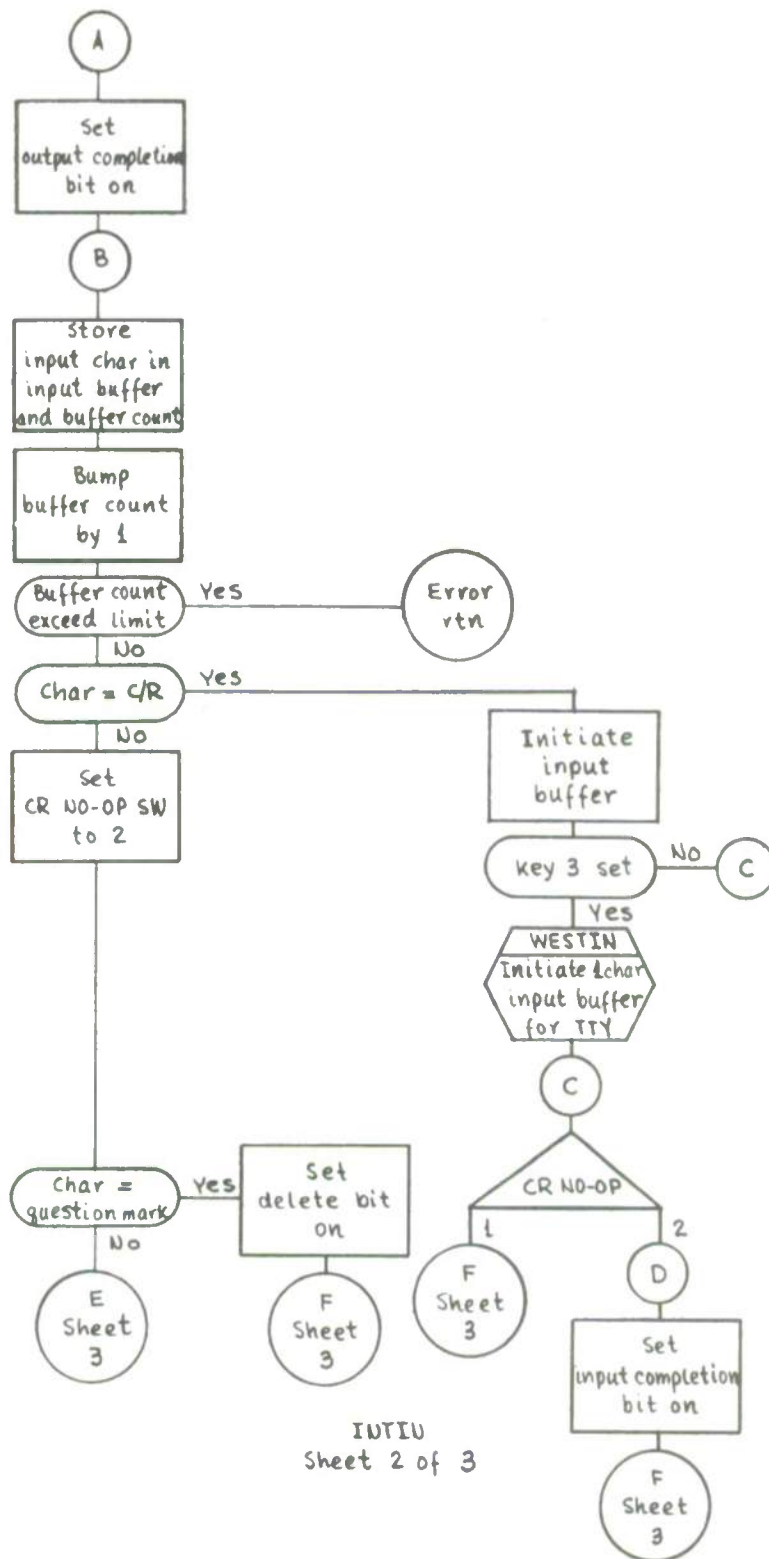 A
Set
output completion
bit on
B
Store
input char in
input buffer
and buffer count
Bump
buffer count
by 1
Buffer count
exceed limit
Yes
Error
rtn
No
Char = C/R
Yes
No
Set
CR NO-OP SW
to 2
Initiate
input
buffer
Key 3 set
No
C
Yes
WESTIN
Initiate 1 char
input buffer
for TTY
C
CR NO-OP
1
2
F
Sheet
3
D
Set
input completion
bit on
F
Sheet
3
Char =
question mark
Yes
Set
delete bit
on
F
Sheet
3
No
E
Sheet
3
INTIN
Sheet 2 of 3